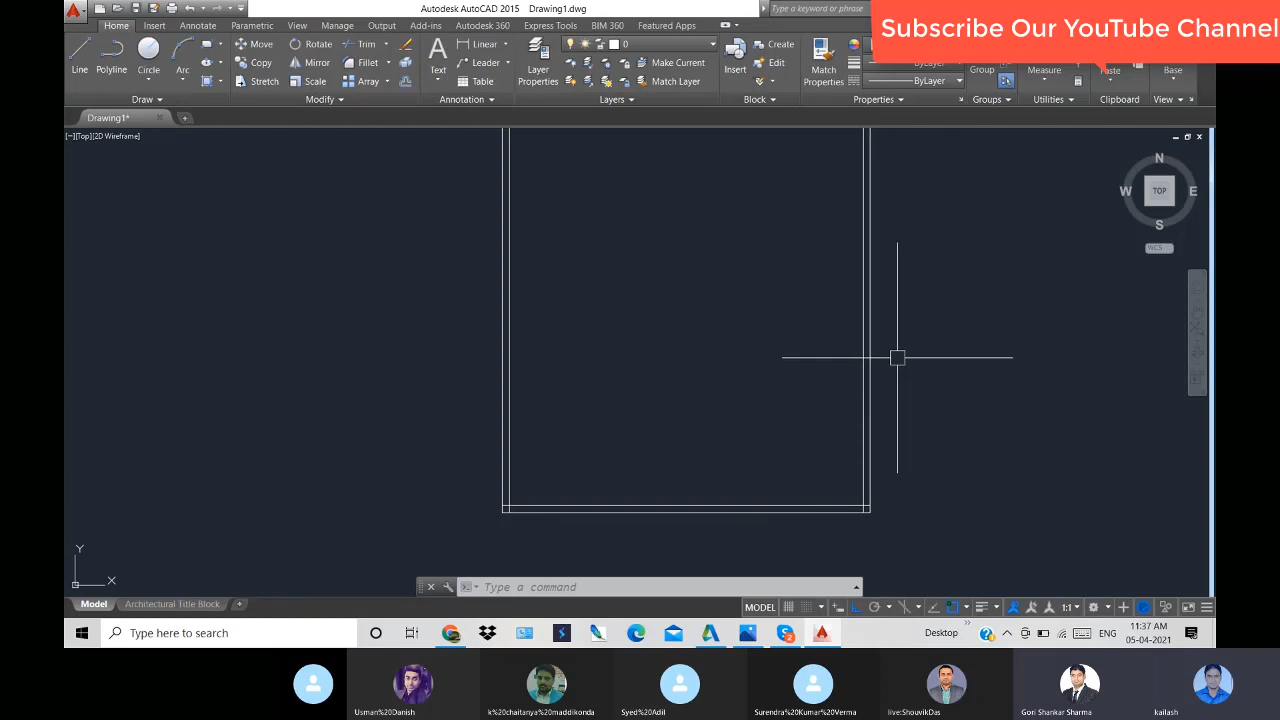 Autodesk AutoCAD 2015 Drawing1.dwg
Type a keyword or phrase
Subscribe Our YouTube Channel
Home Insert Annotate View Manage Output Add-ins Autodesk 360 Express Tools BIM 360 Featured Apps
Line Polyline Circle Arc
Move Rotate Trim
Copy Mirror Fillet
Stretch Scale Array
Text Linear
Leader
Table
Layer Properties
0
Make Current
Match Layer
Insert Create
Edit
Match Properties
ByLayer
ByLayer
Group
Measure
Paste
Base
Draw Modify Annotation Layers Block Properties Groups Utilities Clipboard View
Drawing1*
[−][Top][2D Wireframe]
N
W TOP E
S
WCS
Y
X
Type a command
Model Architectural Title Block
MODEL 1:1
Type here to search
Desktop
ENG
11:37 AM
05-04-2021
Usman%20Danish
k%20chaitanya%20maddikonda
Syed%20Adil
Surendra%20Kumar%20Verma
live:ShouvikDas
Gori Shankar Sharma
kailash